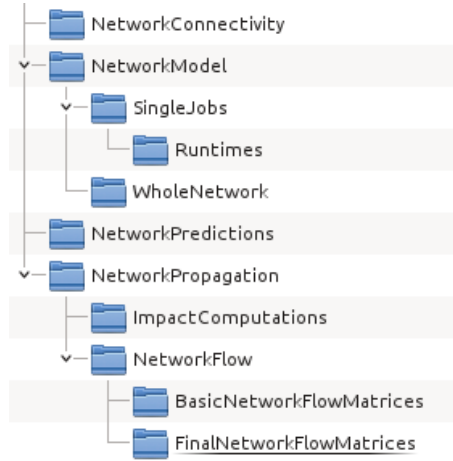 NetworkConnectivity
NetworkModel
SingleJobs
Runtimes
WholeNetwork
NetworkPredictions
NetworkPropagation
ImpactComputations
NetworkFlow
BasicNetworkFlowMatrices
FinalNetworkFlowMatrices